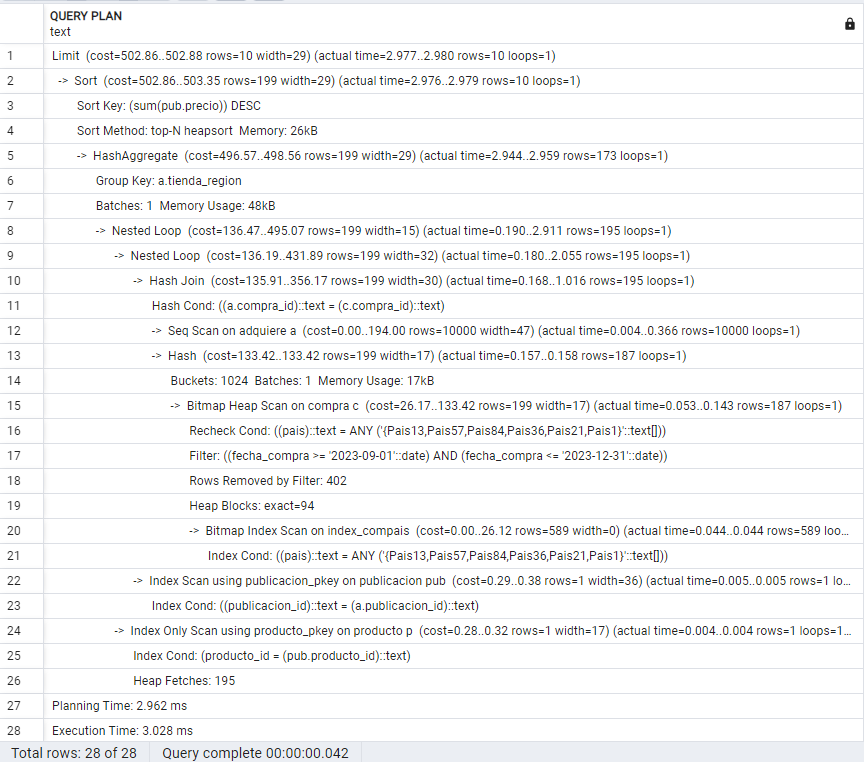 QUERY PLAN
text
1 Limit (cost=502.86..502.88 rows=10 width=29) (actual time=2.977..2.980 rows=10 loops=1)
2 -> Sort (cost=502.86..503.35 rows=199 width=29) (actual time=2.976..2.979 rows=10 loops=1)
3 Sort Key: (sum(pub.precio)) DESC
4 Sort Method: top-N heapsort Memory: 26kB
5 -> HashAggregate (cost=496.57..498.56 rows=199 width=29) (actual time=2.944..2.959 rows=173 loops=1)
6 Group Key: a.tienda_region
7 Batches: 1 Memory Usage: 48kB
8 -> Nested Loop (cost=136.47..495.07 rows=199 width=15) (actual time=0.190..2.911 rows=195 loops=1)
9 -> Nested Loop (cost=136.19..431.89 rows=199 width=32) (actual time=0.180..2.055 rows=195 loops=1)
10 -> Hash Join (cost=135.91..356.17 rows=199 width=30) (actual time=0.168..1.016 rows=195 loops=1)
11 Hash Cond: ((a.compra_id)::text = (c.compra_id)::text)
12 -> Seq Scan on adquiere a (cost=0.00..194.00 rows=10000 width=47) (actual time=0.004..0.366 rows=10000 loops=1)
13 -> Hash (cost=133.42..133.42 rows=199 width=17) (actual time=0.157..0.158 rows=187 loops=1)
14 Buckets: 1024 Batches: 1 Memory Usage: 17kB
15 -> Bitmap Heap Scan on compra c (cost=26.17..133.42 rows=199 width=17) (actual time=0.053..0.143 rows=187 loops=1)
16 Recheck Cond: ((pais)::text = ANY ('{Pais13,Pais57,Pais84,Pais36,Pais21,Pais1}'::text[]))
17 Filter: ((fecha_compra >= '2023-09-01'::date) AND (fecha_compra <= '2023-12-31'::date))
18 Rows Removed by Filter: 402
19 Heap Blocks: exact=94
20 -> Bitmap Index Scan on index_compais (cost=0.00..26.12 rows=589 width=0) (actual time=0.044..0.044 rows=589 loo...
21 Index Cond: ((pais)::text = ANY ('{Pais13,Pais57,Pais84,Pais36,Pais21,Pais1}'::text[]))
22 -> Index Scan using publicacion_pkey on publicacion pub (cost=0.29..0.38 rows=1 width=36) (actual time=0.005..0.005 rows=1 lo...
23 Index Cond: ((publicacion_id)::text = (a.publicacion_id)::text)
24 -> Index Only Scan using producto_pkey on producto p (cost=0.28..0.32 rows=1 width=17) (actual time=0.004..0.004 rows=1 loops=1...
25 Index Cond: (producto_id = (pub.producto_id)::text)
26 Heap Fetches: 195
27 Planning Time: 2.962 ms
28 Execution Time: 3.028 ms
Total rows: 28 of 28 Query complete 00:00:00.042